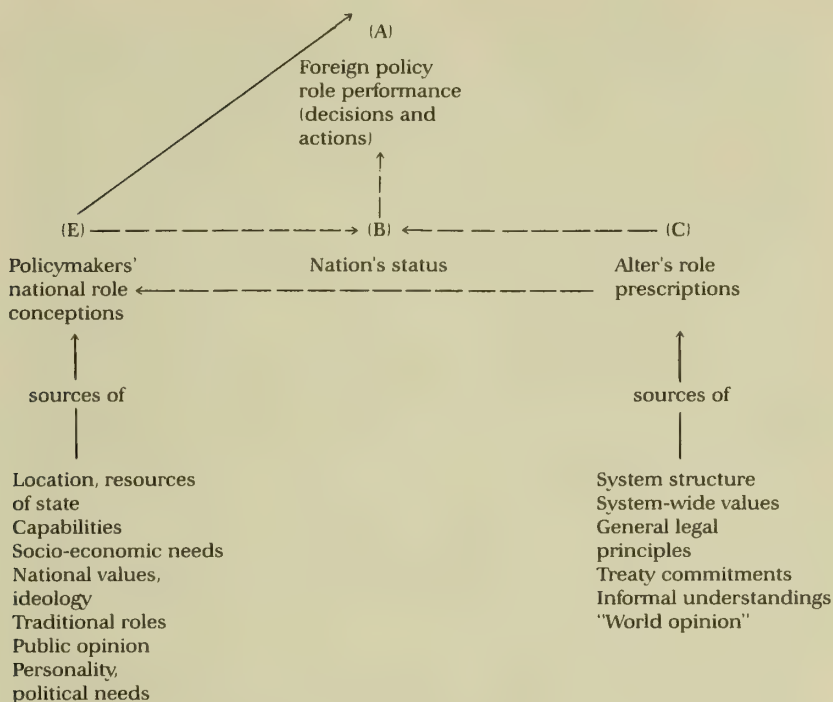 (A)
Foreign policy
role performance
(decisions and
actions)
(E)
(B)
(C)
Policymakers'
national role
conceptions
Nation's status
Alter's role
prescriptions
sources of
sources of
Location, resources
of state
Capabilities
Socio-economic needs
National values,
ideology
Traditional roles
Public opinion
Personality,
political needs
System structure
System-wide values
General legal
principles
Treaty commitments
Informal understandings
"World opinion"